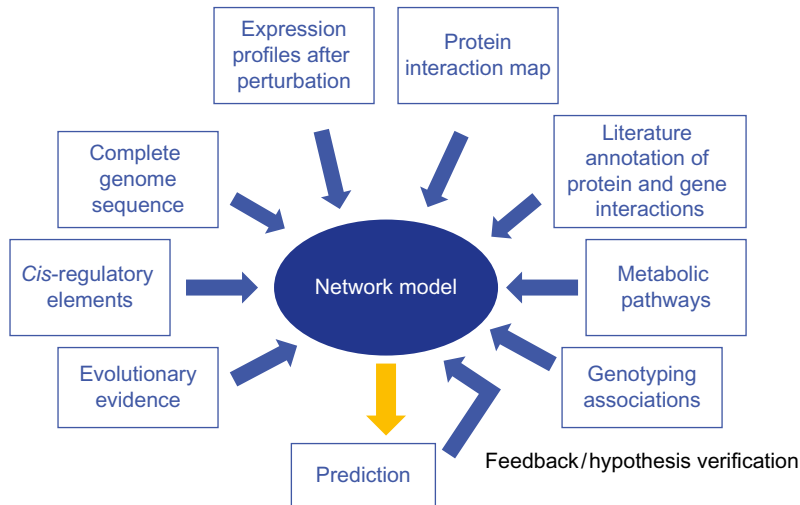 Expression
profiles after
perturbation
Protein
interaction map
Complete
genome
sequence
Literature
annotation of
protein and gene
interactions
Cis-regulatory
elements
Network model
Metabolic
pathways
Evolutionary
evidence
Genotyping
associations
Prediction
Feedback/hypothesis verification